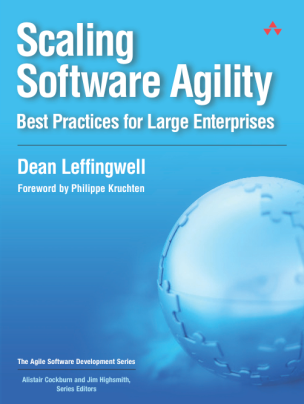 Scaling
Software Agility
Best Practices for Large Enterprises
Dean Leffingwell
Foreword by Philippe Kruchten
The Agile Software Development Series
Alistair Cockburn and Jim Highsmith,
Series Editors